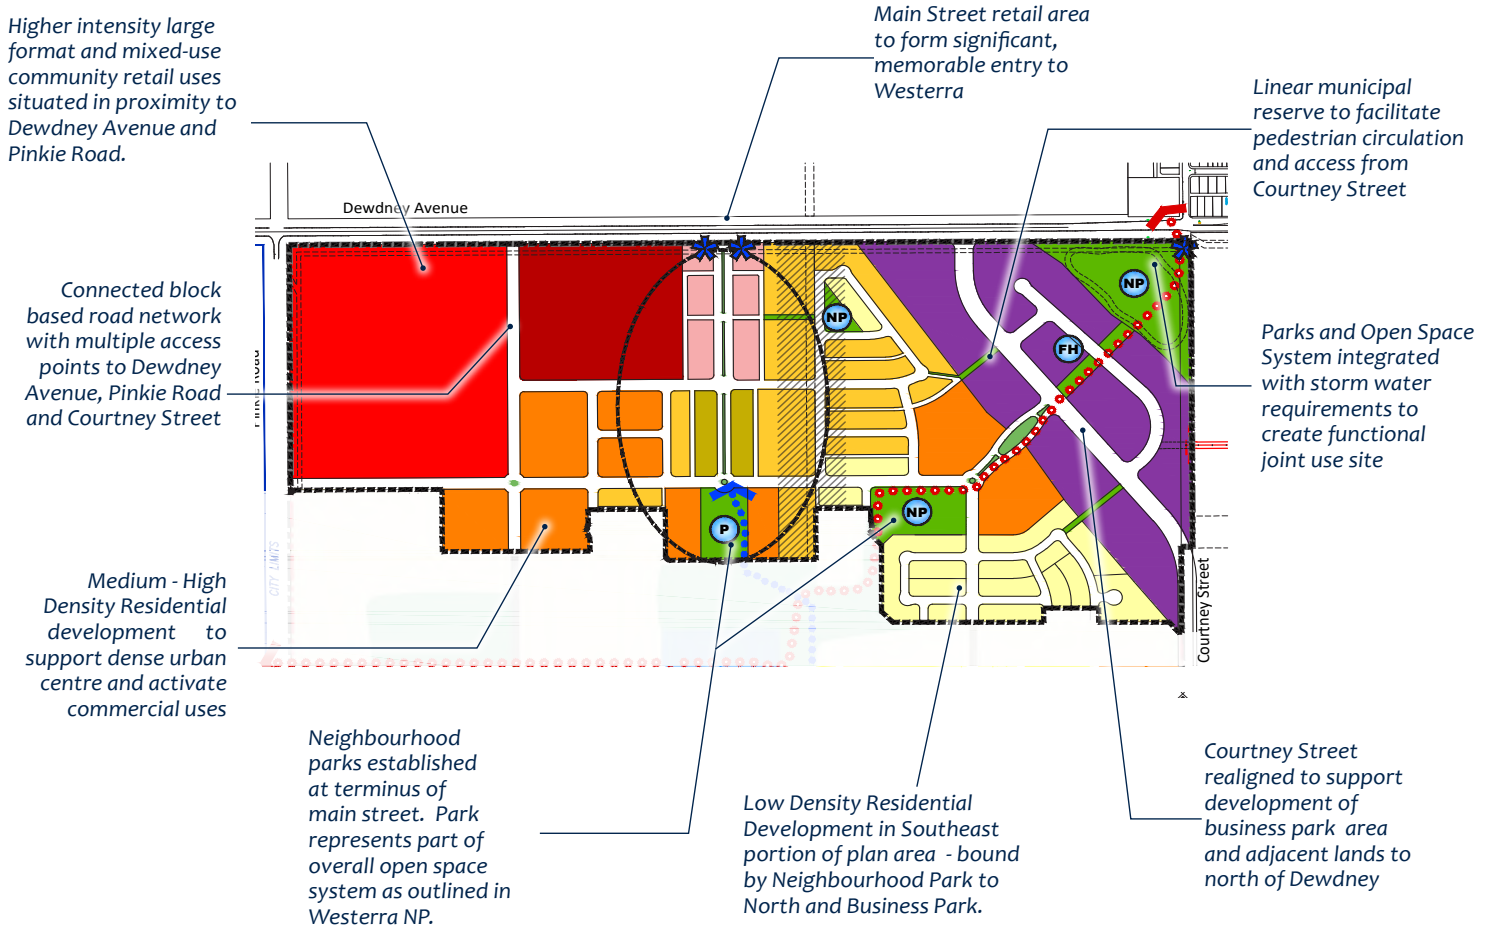 Higher intensity large
format and mixed-use
community retail uses
situated in proximity to
Dewdney Avenue and
Pinkie Road.
Main Street retail area
to form significant,
memorable entry to
Westerra
Linear municipal
reserve to facilitate
pedestrian circulation
and access from
Courtney Street
Dewdney Avenue
Connected block
based road network
with multiple access
points to Dewdney
Avenue, Pinkie Road
and Courtney Street
Parks and Open Space
System integrated
with storm water
requirements to
create functional
joint use site
NP
NP
FH
NP
P
CITY LIMITS
Courtney Street
Medium - High
Density Residential
development to
support dense urban
centre and activate
commercial uses
Neighbourhood
parks established
at terminus of
main street. Park
represents part of
overall open space
system as outlined in
Westerra NP.
Low Density Residential
Development in Southeast
portion of plan area - bound
by Neighbourhood Park to
North and Business Park.
Courtney Street
realigned to support
development of
business park area
and adjacent lands to
north of Dewdney